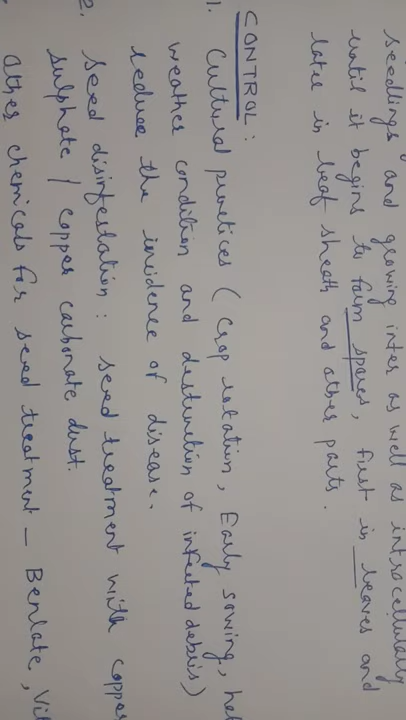 seedlings and growing inter as well as intracellularly
until it begins to form spores, first in leaves and
later in leaf sheath and other parts.
CONTROL:
1. Cultural practices (Crop rotation, Early sowing,
weather condition and destruction of infected debris)
reduce the incidence of disease.
2. Seed disinfestation: seed treatment with copper
sulphate / copper carbonate dust.
Other chemicals for seed treatment - Benlate,